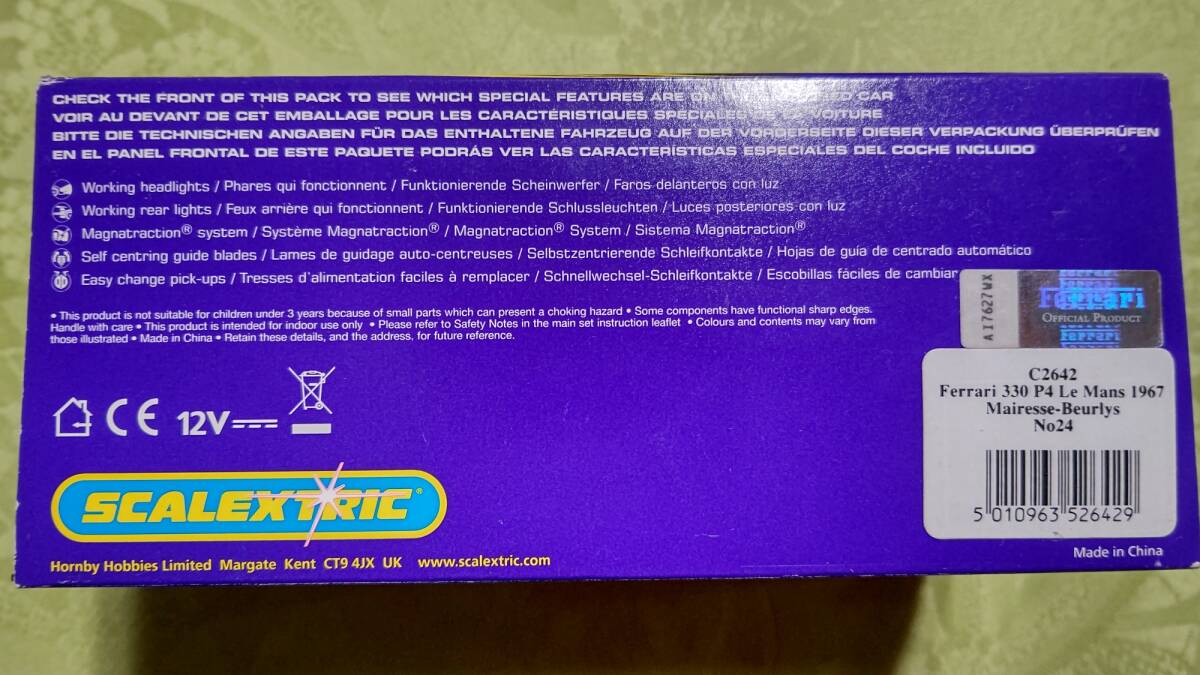 CHECK THE FRONT OF THIS PACK TO SEE WHICH SPECIAL FEATURES ARE ON CAR
VOIR AU DEVANT DE CET EMBALLAGE POUR LES CARACTÉRISTIQUES SPÉCIALES DE LA VOITURE
BITTE DIE TECHNISCHEN ANGABEN FÜR DAS ENTHALTENE FAHRZEUG AUF DER VORDERSEITE DIESER VERPACKUNG ÜBERPRÜFEN
EN EL PANEL FRONTAL DE ESTE PAQUETE PODRÁS VER LAS CARACTERÍSTICAS ESPECIALES DEL COCHE INCLUIDO
Working headlights / Phares qui fonctionnent / Funktionierende Scheinwerfer / Faros delanteros con luz
Working rear lights / Feux arrière qui fonctionnent / Funktionierende Schlussleuchten / Luces posteriores con luz
Magnatraction® system / Système Magnatraction® / Magnatraction® System / Sistema Magnatraction®
Self centring guide blades / Lames de guidage auto-centreuses / Selbstzentrierende Schleifkontakte / Hojas de guía de centrado automático
Easy change pick-ups / Tresses d'alimentation faciles à remplacer / Schnellwechsel-Schleifkontakte / Escobillas fáciles de cambiar
• This product is not suitable for children under 3 years because of small parts which can present a choking hazard • Some components have functional sharp edges.
Handle with care • This product is intended for indoor use only • Please refer to Safety Notes in the main set instruction leaflet • Colours and contents may vary from
those illustrated • Made in China • Retain these details, and the address, for future reference.
AI7627WX
Ferrari
Ferrari
OFFICIAL PRODUCT
Ferrari
Ferrari
C2642
Ferrari 330 P4 Le Mans 1967
Mairesse-Beurlys
No24
5 010963 526429
CE 12V
SCALEXTRIC®
Hornby Hobbies Limited Margate Kent CT9 4JX UK www.scalextric.com
Made in China